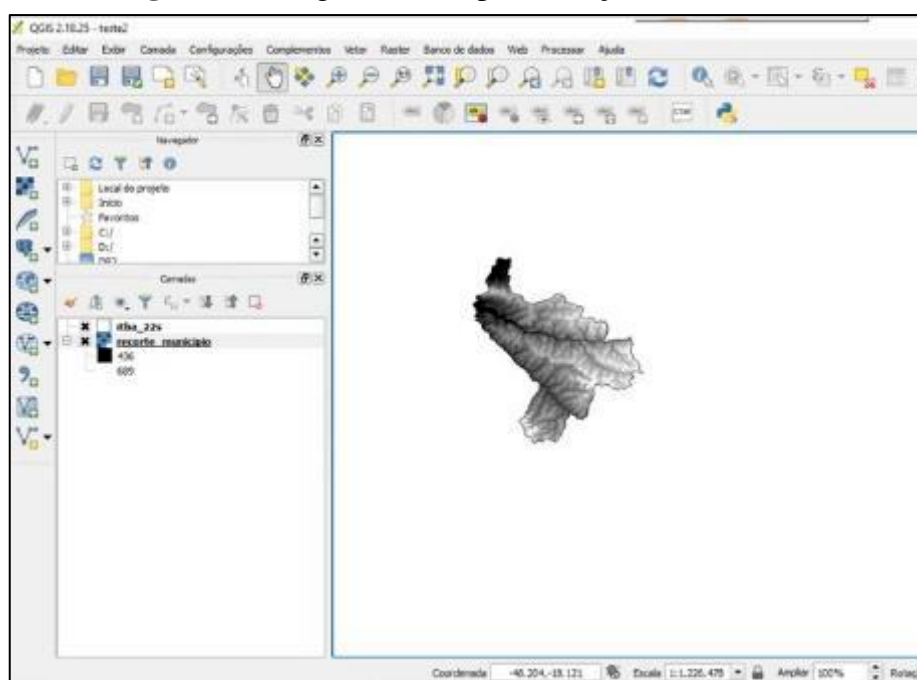 QGIS 2.18.25 - teste2
Projeto Editar Exibir Camada Configurações Complementos Vetor Raster Banco de dados Web Processar Ajuda
Navegador
Local do projeto
Início
Favoritos
C:/
D:/
Camadas
itba_22s
recorte_municipio
436
689
Coordenada -48.204,-18.121 Escala 1:1.226.478 Ampliar 100% Rotaç